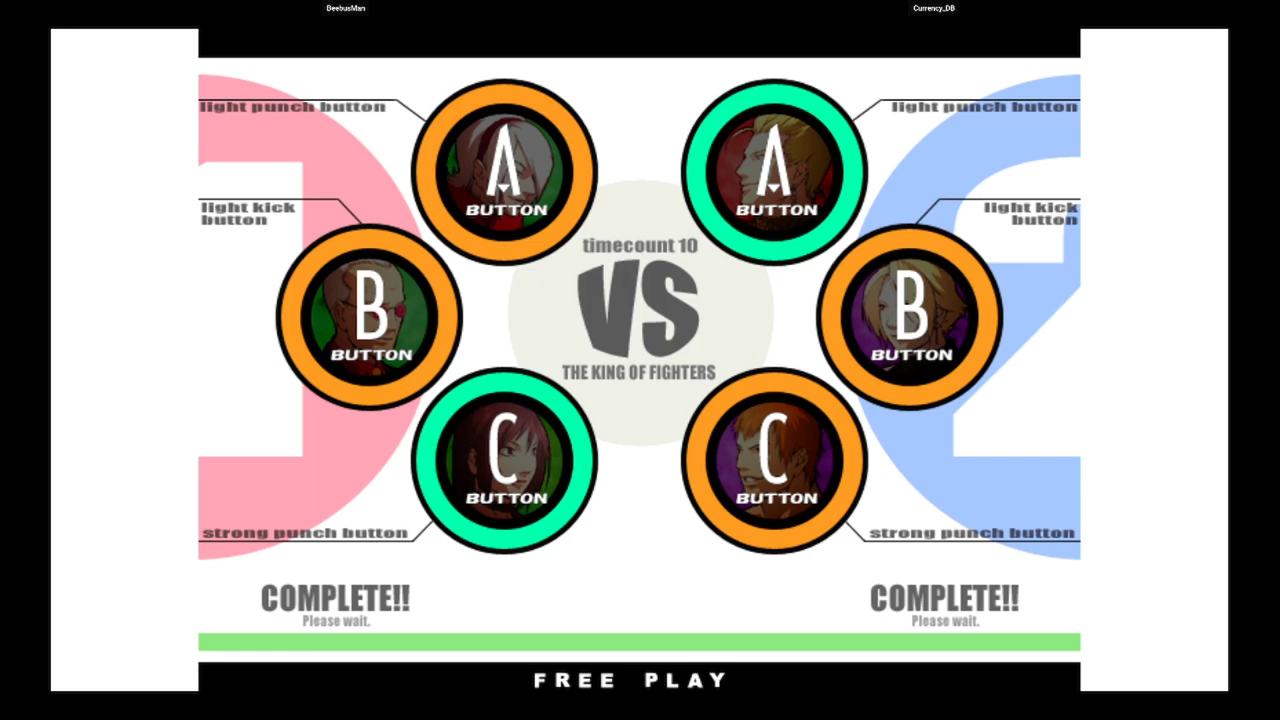 BeebusMan
Currency_DB
light punch button
light punch button
A
BUTTON
A
BUTTON
light kick
button
light kick
button
timecount 10
VS
THE KING OF FIGHTERS
B
BUTTON
B
BUTTON
C
BUTTON
C
BUTTON
strong punch button
strong punch button
COMPLETE!!
Please wait.
COMPLETE!!
Please wait.
FREE PLAY